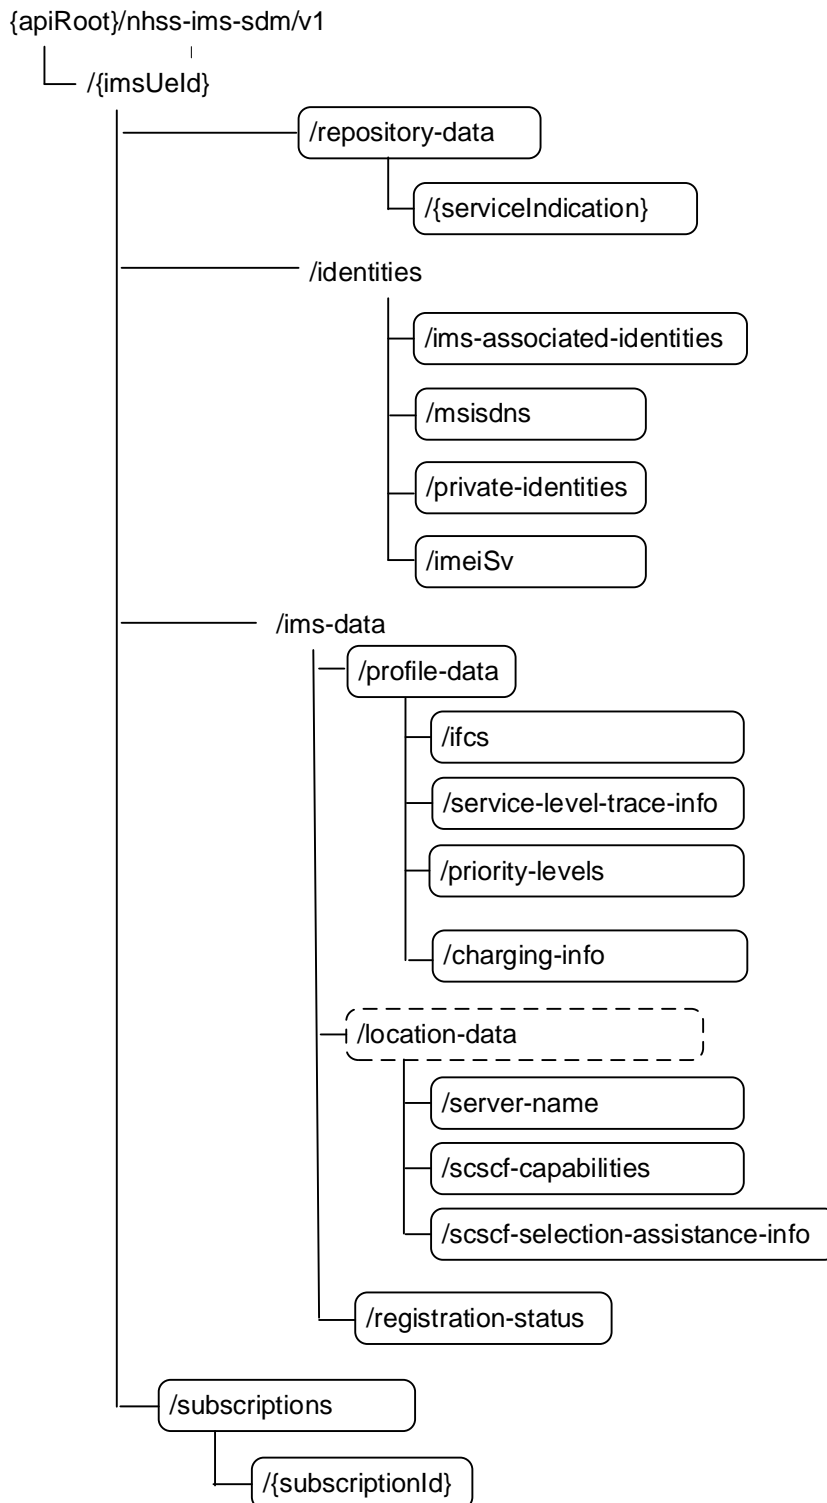 {apiRoot}/nhss-ims-sdm/v1
/{imsUeId}
/repository-data
/{serviceIndication}
/identities
/ims-associated-identities
/msisdns
/private-identities
/imeiSv
/ims-data
/profile-data
/ifcs
/service-level-trace-info
/priority-levels
/charging-info
/location-data
/server-name
/scscf-capabilities
/scscf-selection-assistance-info
/registration-status
/subscriptions
/{subscriptionId}